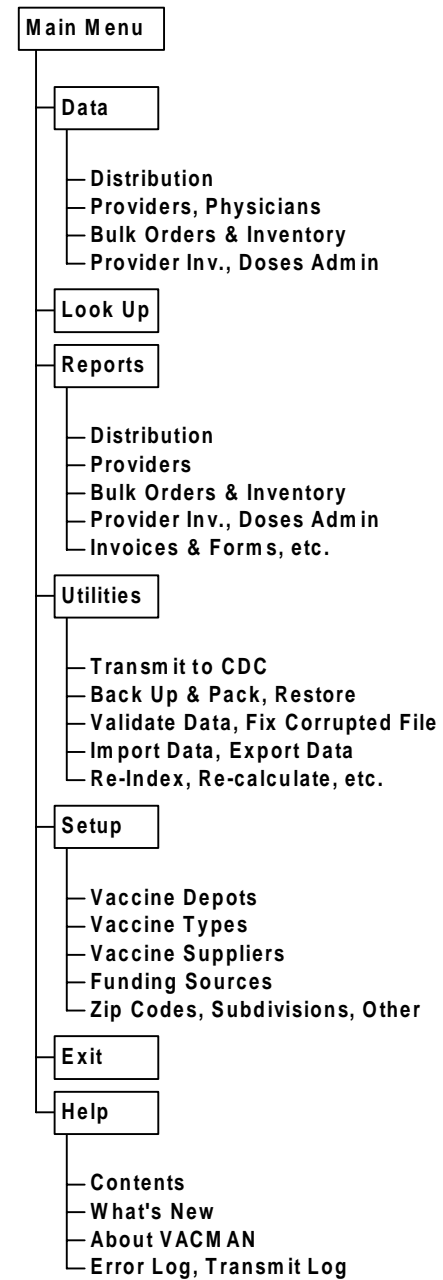 Main Menu
Data
Distribution
Providers, Physicians
Bulk Orders & Inventory
Provider Inv., Doses Admin
Look Up
Reports
Distribution
Providers
Bulk Orders & Inventory
Provider Inv., Doses Admin
Invoices & Forms, etc.
Utilities
Transmit to CDC
Back Up & Pack, Restore
Validate Data, Fix Corrupted File
Import Data, Export Data
Re-Index, Re-calculate, etc.
Setup
Vaccine Depots
Vaccine Types
Vaccine Suppliers
Funding Sources
Zip Codes, Subdivisions, Other
Exit
Help
Contents
What's New
About VACMAN
Error Log, Transmit Log